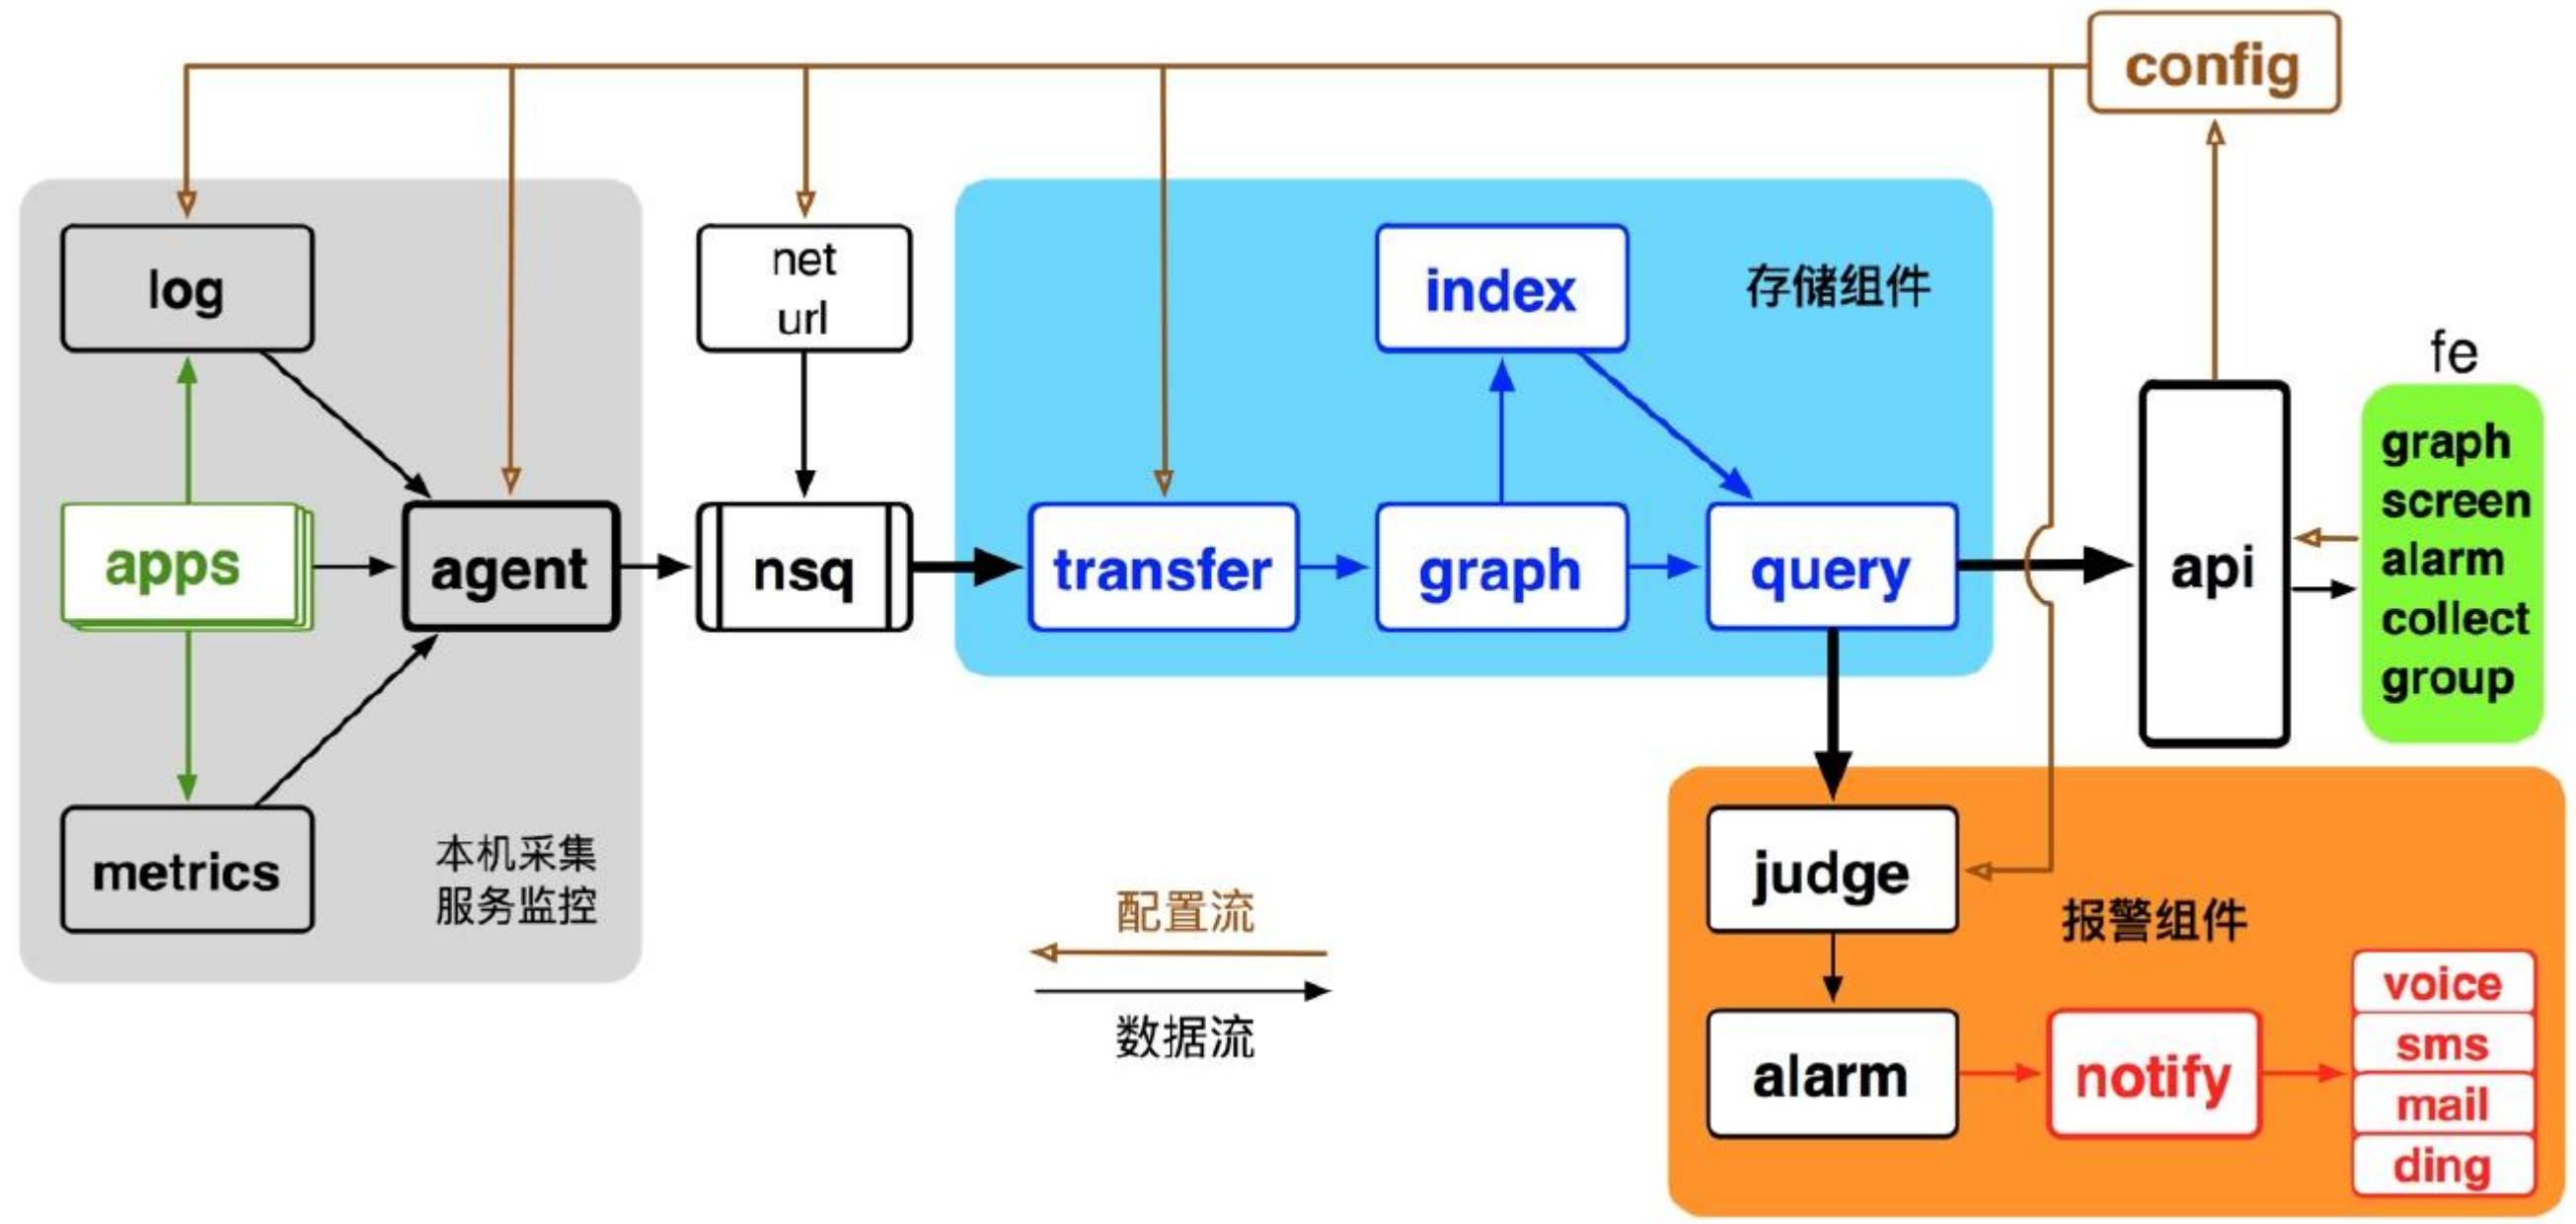 config
log
net
url
index
存储组件
fe
apps
agent
nsq
transfer
graph
query
api
graph
screen
alarm
collect
group
metrics
本机采集
服务监控
配置流
数据流
judge
报警组件
alarm
notify
voice
sms
mail
ding